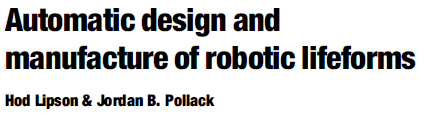 Automatic design and
manufacture of robotic lifeforms
Hod Lipson & Jordan B. Pollack